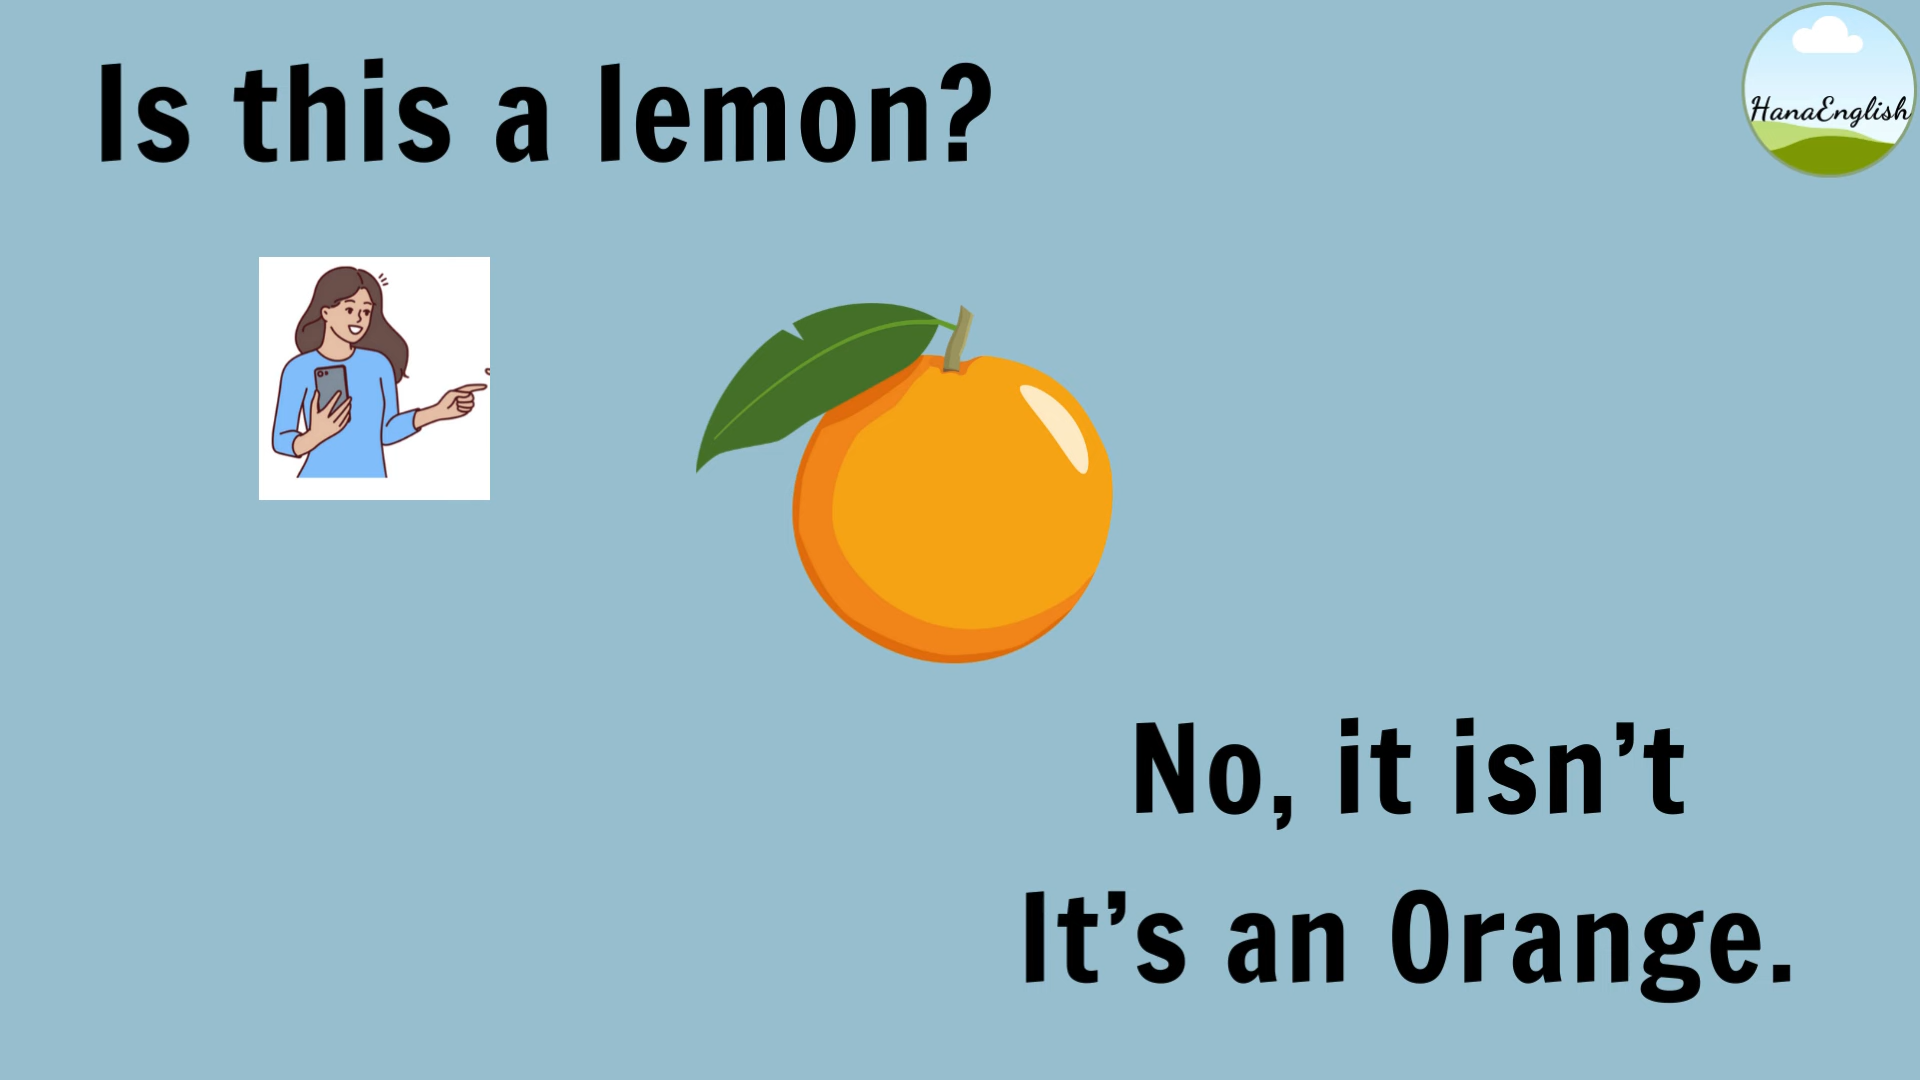 Is this a lemon?
HanaEnglish
No, it isn’t
It’s an Orange.